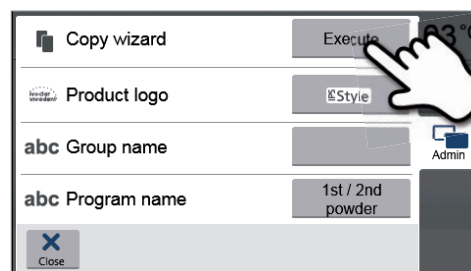 Copy wizard
Execute
Product logo
Style
abc Group name
abc Program name
1st / 2nd
powder
Close
Admin